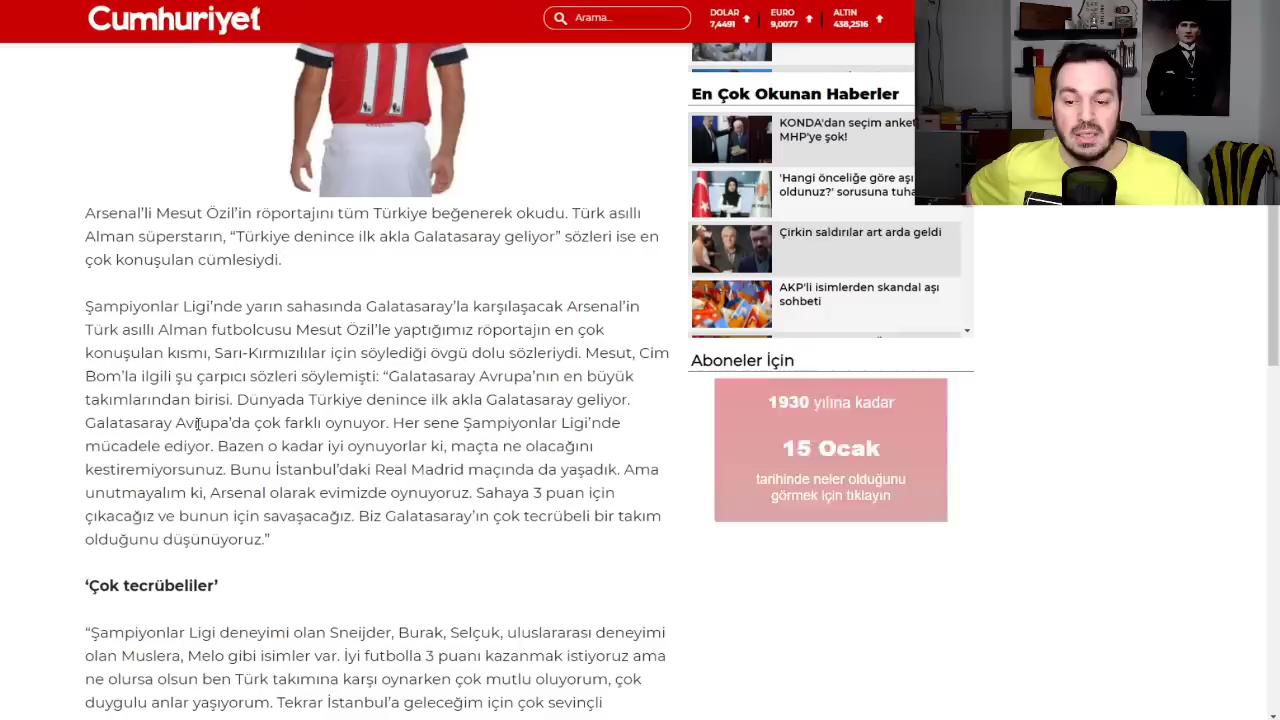 Cumhuriyet
Arama...
DOLAR
7,4491
EURO
9,0077
ALTIN
438,2516
Arsenal’li Mesut Özil’in röportajını tüm Türkiye beğenerek okudu. Türk asıllı
Alman süperstarın, “Türkiye denince ilk akla Galatasaray geliyor” sözleri ise en
çok konuşulan cümlesiydi.
Şampiyonlar Ligi’nde yarın sahasında Galatasaray’la karşılaşacak Arsenal’in
Türk asıllı Alman futbolcusu Mesut Özil’le yaptığımız röportajın en çok
konuşulan kısmı, Sarı-Kırmızılılar için söylediği övgü dolu sözleriydi. Mesut, Cim
Bom’la ilgili şu çarpıcı sözleri söylemişti: “Galatasaray Avrupa’nın en büyük
takımlarından birisi. Dünyada Türkiye denince ilk akla Galatasaray geliyor.
Galatasaray Avrupa’da çok farklı oynuyor. Her sene Şampiyonlar Ligi’nde
mücadele ediyor. Bazen o kadar iyi oynuyorlar ki, maçta ne olacağını
kestiremiyorsunuz. Bunu İstanbul’daki Real Madrid maçında da yaşadık. Ama
unutmayalım ki, Arsenal olarak evimizde oynuyoruz. Sahaya 3 puan için
çıkacağız ve bunun için savaşacağız. Biz Galatasaray’ın çok tecrübeli bir takım
olduğunu düşünüyoruz.”
‘Çok tecrübeliler’
“Şampiyonlar Ligi deneyimi olan Sneijder, Burak, Selçuk, uluslararası deneyimi
olan Muslera, Melo gibi isimler var. İyi futbolla 3 puanı kazanmak istiyoruz ama
ne olursa olsun ben Türk takımına karşı oynarken çok mutlu oluyorum, çok
duygulu anlar yaşıyorum. Tekrar İstanbul’a geleceğim için çok sevinçli
En Çok Okunan Haberler
KONDA'dan seçim anket
MHP'ye şok!
'Hangi önceliğe göre aşı
oldunuz?' sorusuna tuha
Çirkin saldırılar art arda geldi
AKP'li isimlerden skandal aşı
sohbeti
Aboneler İçin
1930 yılına kadar
15 Ocak
tarihinde neler olduğunu
görmek için tıklayın